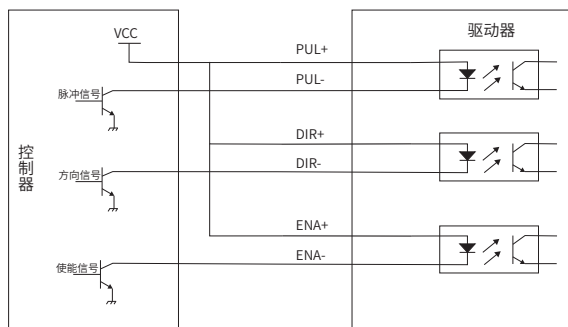 驱动器
VCC
PUL+
PUL-
脉冲信号
DIR+
DIR-
控制器
方向信号
ENA+
ENA-
使能信号